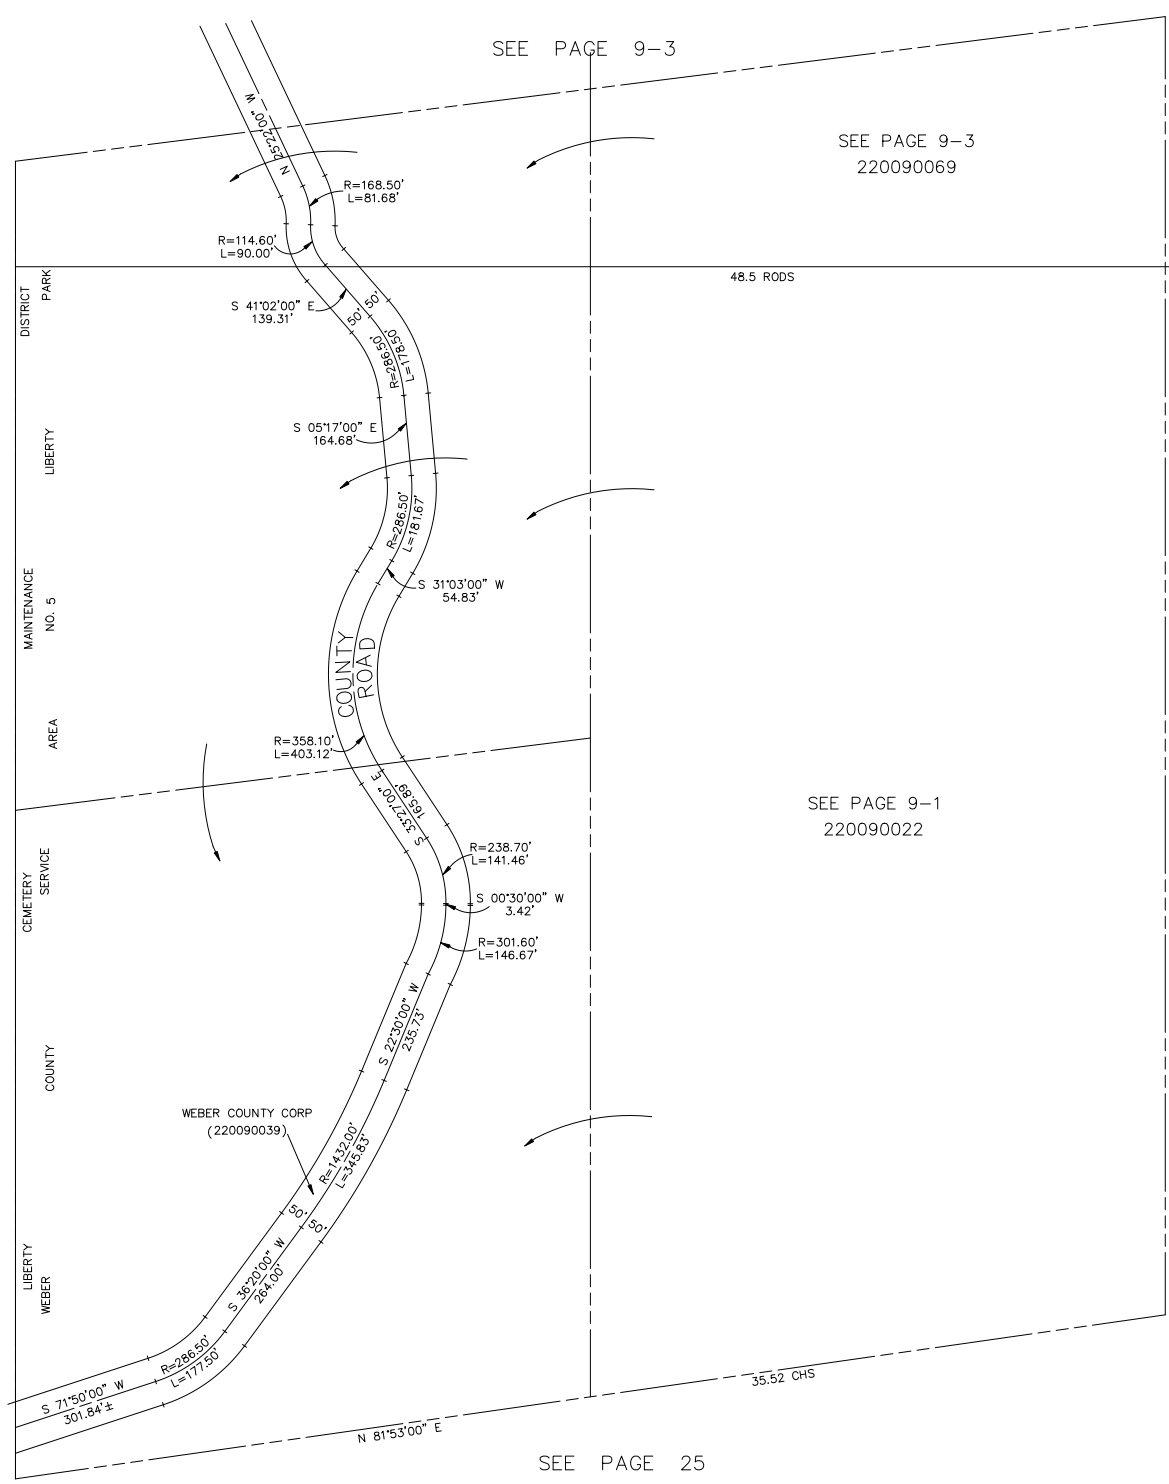 SEE PAGE 9-3
SEE PAGE 9-3
220090069
N 25°22'00" W
R=168.50'
L=81.68'
R=114.60'
L=90.00'
48.5 RODS
S 41°02'00" E
139.31'
50'
50'
R=286.50'
L=178.50'
S 05°17'00" E
164.68'
R=286.50'
L=181.67'
S 31°03'00" W
54.83'
COUNTY
ROAD
R=358.10'
L=403.12'
S 33°27'00" E
165.89'
SEE PAGE 9-1
220090022
R=238.70'
L=141.46'
S 00°30'00" W
3.42'
R=301.60'
L=146.67'
S 22°30'00" W
235.73'
WEBER COUNTY CORP
(220090039)
R=1432.00'
L=345.83'
50'
50'
S 36°20'00" W
264.00'
R=286.50'
L=177.50'
S 71°50'00" W
301.84'±
LIBERTY CEMETERY MAINTENANCE DISTRICT
WEBER COUNTY SERVICE AREA NO. 5 LIBERTY PARK
35.52 CHS
N 81°53'00" E
SEE PAGE 25